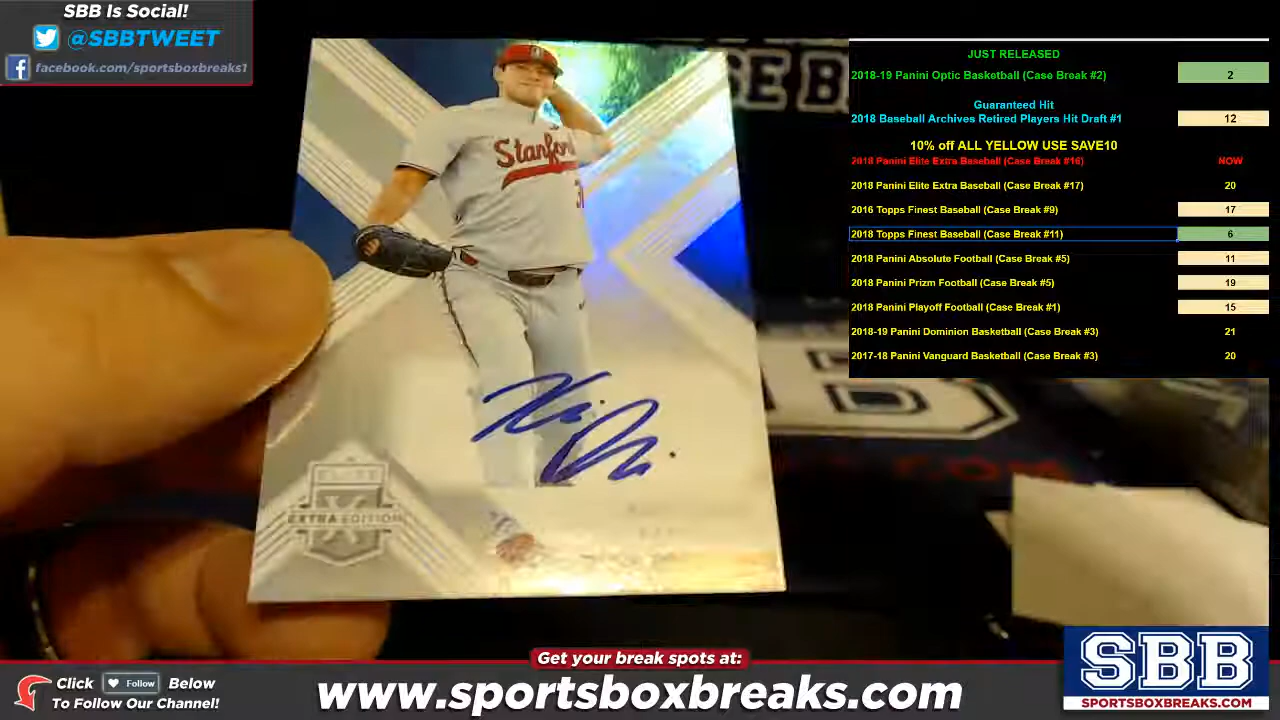 SBB Is Social!
@SBBTWEET
facebook.com/sportsboxbreaks1
SE B
Stanford
ELITE
X
EXTRA EDITION
JUST RELEASED
2018-19 Panini Optic Basketball (Case Break #2) 2
Guaranteed Hit
2018 Baseball Archives Retired Players Hit Draft #1 12
10% off ALL YELLOW USE SAVE10
2018 Panini Elite Extra Baseball (Case Break #16) NOW
2018 Panini Elite Extra Baseball (Case Break #17) 20
2016 Topps Finest Baseball (Case Break #9) 17
2018 Topps Finest Baseball (Case Break #11) 6
2018 Panini Absolute Football (Case Break #5) 11
2018 Panini Prizm Football (Case Break #5) 19
2018 Panini Playoff Football (Case Break #1) 15
2018-19 Panini Dominion Basketball (Case Break #3) 21
2017-18 Panini Vanguard Basketball (Case Break #3) 20
Get your break spots at:
Click Follow Below
To Follow Our Channel!
www.sportsboxbreaks.com
SBB
SPORTSBOXBREAKS.COM